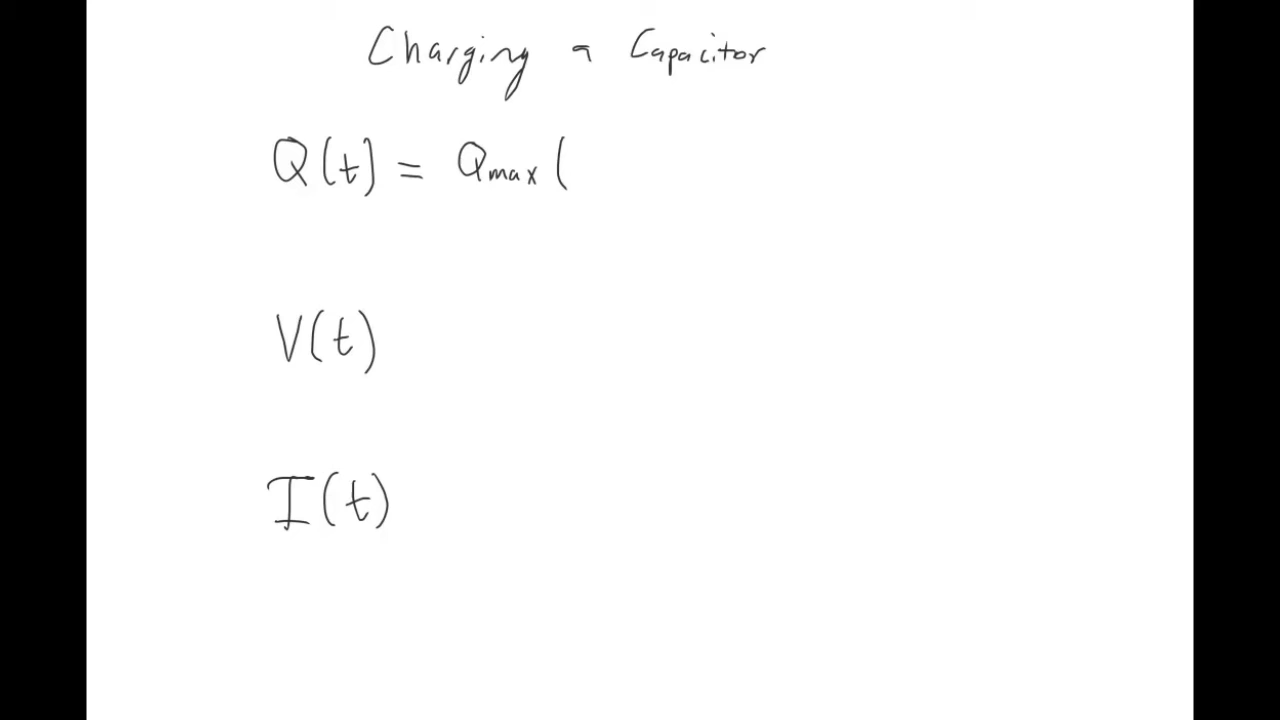 Charging a Capacitor
Q(t) = Qmax (
V(t)
I(t)